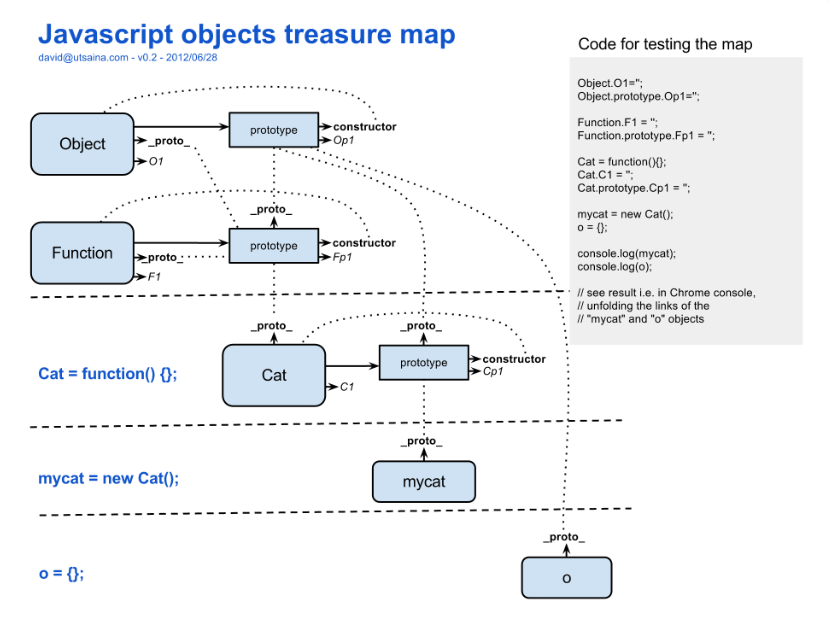 Javascript objects treasure map
david@utsaina.com - v0.2 - 2012/06/28
Code for testing the map
Object.O1='';
Object.prototype.Op1='';
Function.F1 = '';
Function.prototype.Fp1 = '';
Cat = function(){};
Cat.C1 = '';
Cat.prototype.Cp1 = '';
mycat = new Cat();
o = {};
console.log(mycat);
console.log(o);
// see result i.e. in Chrome console,
// unfolding the links of the
// "mycat" and "o" objects
Object
prototype
constructor
_proto_
Op1
O1
_proto_
Function
prototype
constructor
_proto_
Fp1
F1
_proto_
_proto_
Cat = function() {};
Cat
prototype
constructor
Cp1
C1
_proto_
mycat = new Cat();
mycat
_proto_
o = {};
o